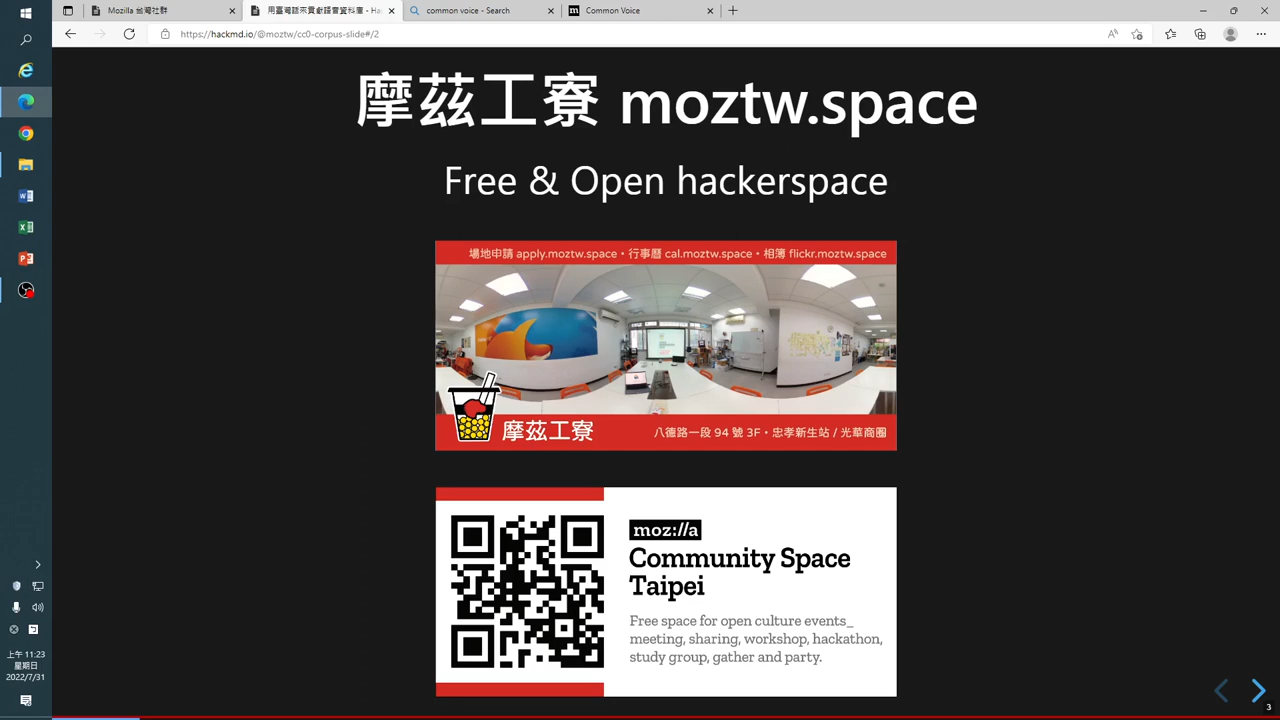 Mozilla 台灣社群
用臺灣話來貢獻語音資料庫 - Ha
common voice - Search
Common Voice
https://hackmd.io/@moztw/cc0-corpus-slide#/2
摩茲工寮 moztw.space
Free & Open hackerspace
場地申請 apply.moztw.space・行事曆 cal.moztw.space・相簿 flickr.moztw.space
摩茲工寮
八德路一段 94 號 3F・忠孝新生站 / 光華商圈
moz://a
Community Space
Taipei
Free space for open culture events_
meeting, sharing, workshop, hackathon,
study group, gather and party.
上午 11:23
星期日
2022/7/31
3